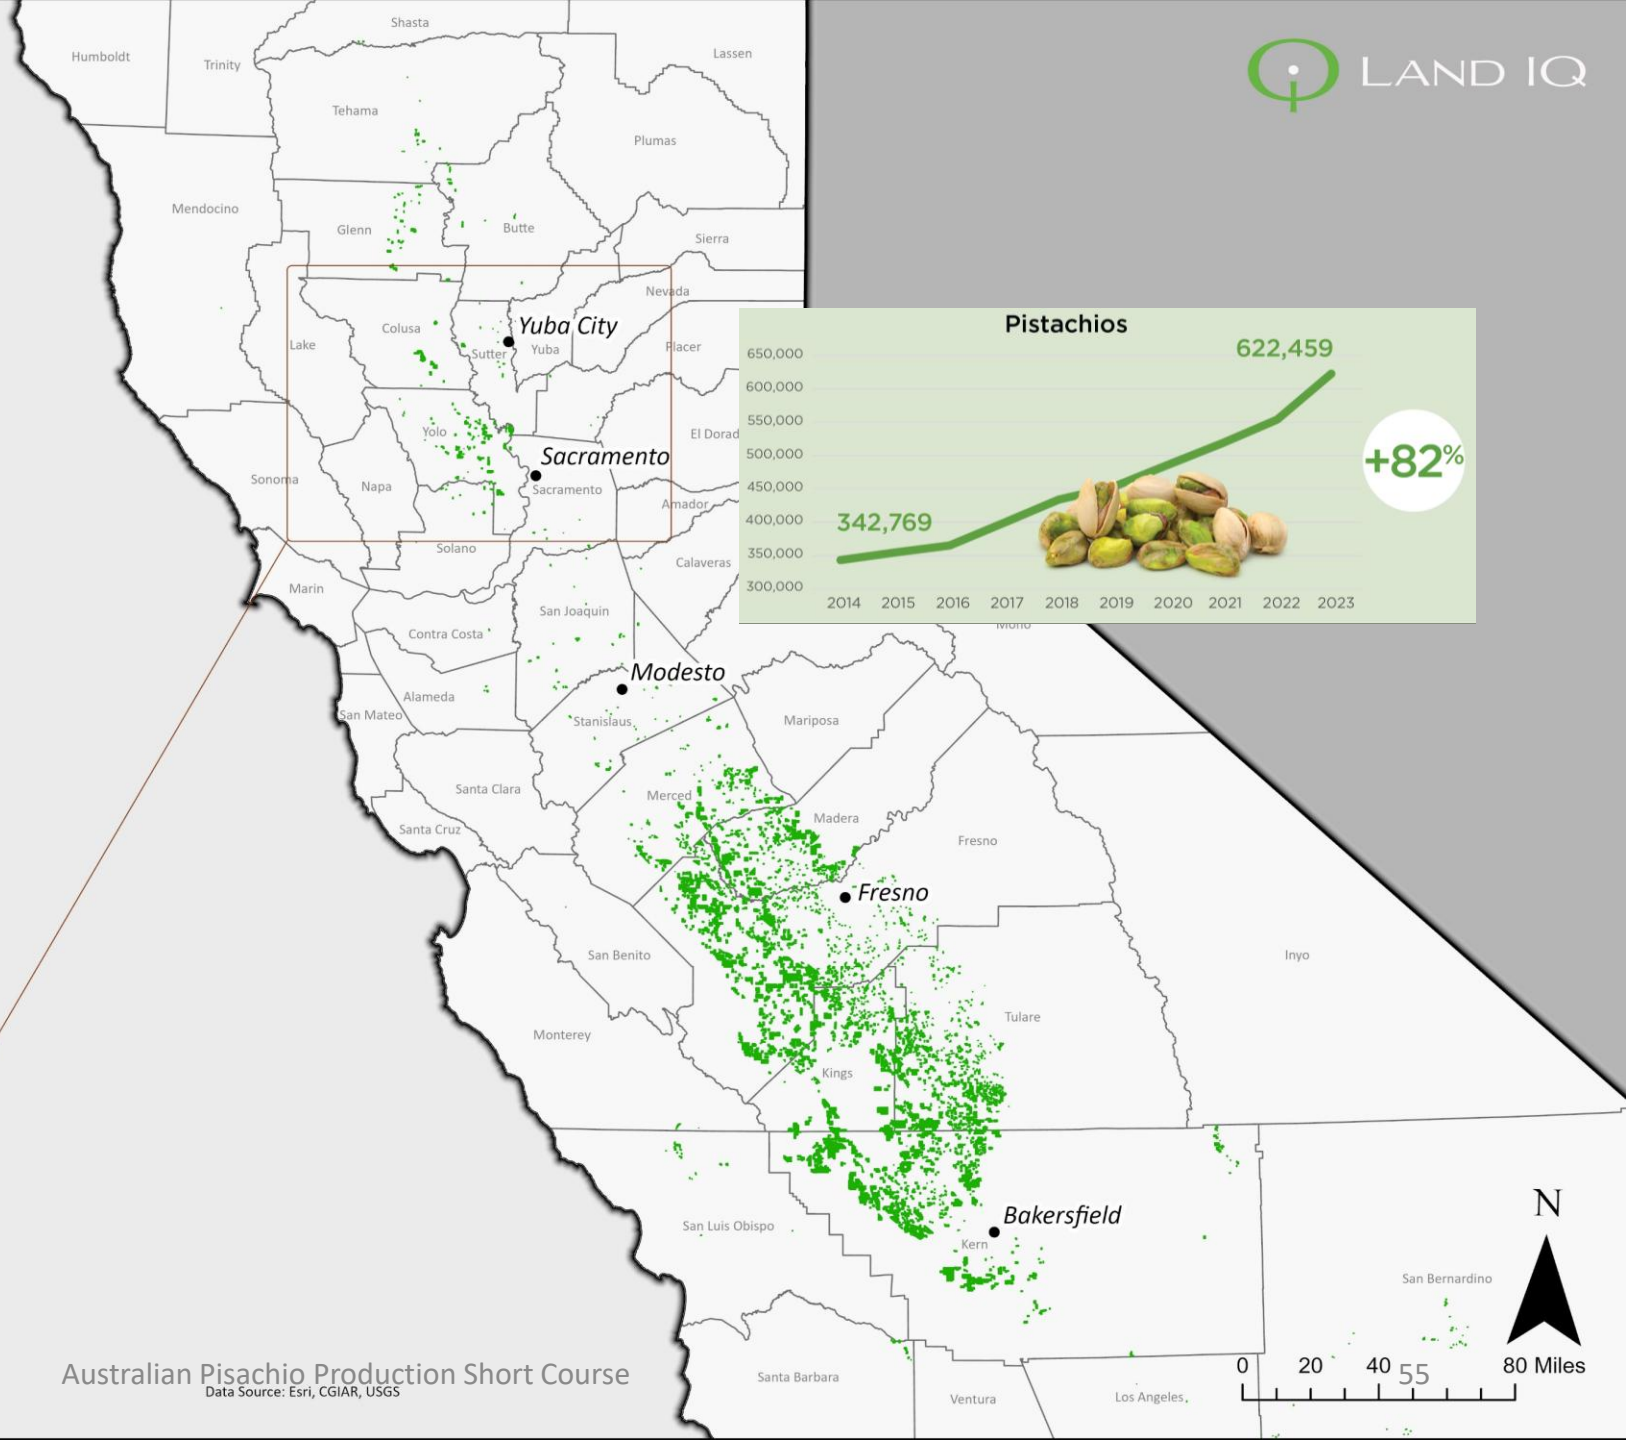 Shasta
Humboldt
Trinity
Lassen
LAND IQ
Tehama
Plumas
Mendocino
Glenn
Butte
Sierra
Nevada
Colusa
Yuba City
Lake
Sutter
Yuba
Placer
Yolo
El Dorad
Sacramento
Sonoma
Napa
Sacramento
Amador
Solano
Calaveras
Marin
San Joaquin
Contra Costa
Mono
Modesto
Alameda
San Mateo
Stanislaus
Mariposa
Santa Clara
Merced
Madera
Santa Cruz
Fresno
Fresno
San Benito
Inyo
Monterey
Tulare
Kings
San Luis Obispo
Bakersfield
Kern
San Bernardino
Santa Barbara
Ventura
Los Angeles
Pistachios
650,000
600,000
550,000
500,000
450,000
400,000
350,000
300,000
622,459
342,769
+82%
2014 2015 2016 2017 2018 2019 2020 2021 2022 2023
N
0 20 40 80 Miles
55
Australian Pisachio Production Short Course
Data Source: Esri, CGIAR, USGS